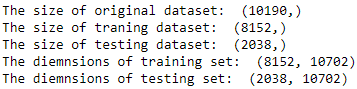 The size of original dataset:  (10190,)
The size of traning dataset:  (8152,)
The size of testing dataset:  (2038,)
The diemnsions of training set:  (8152, 10702)
The diemnsions of testing set:  (2038, 10702)